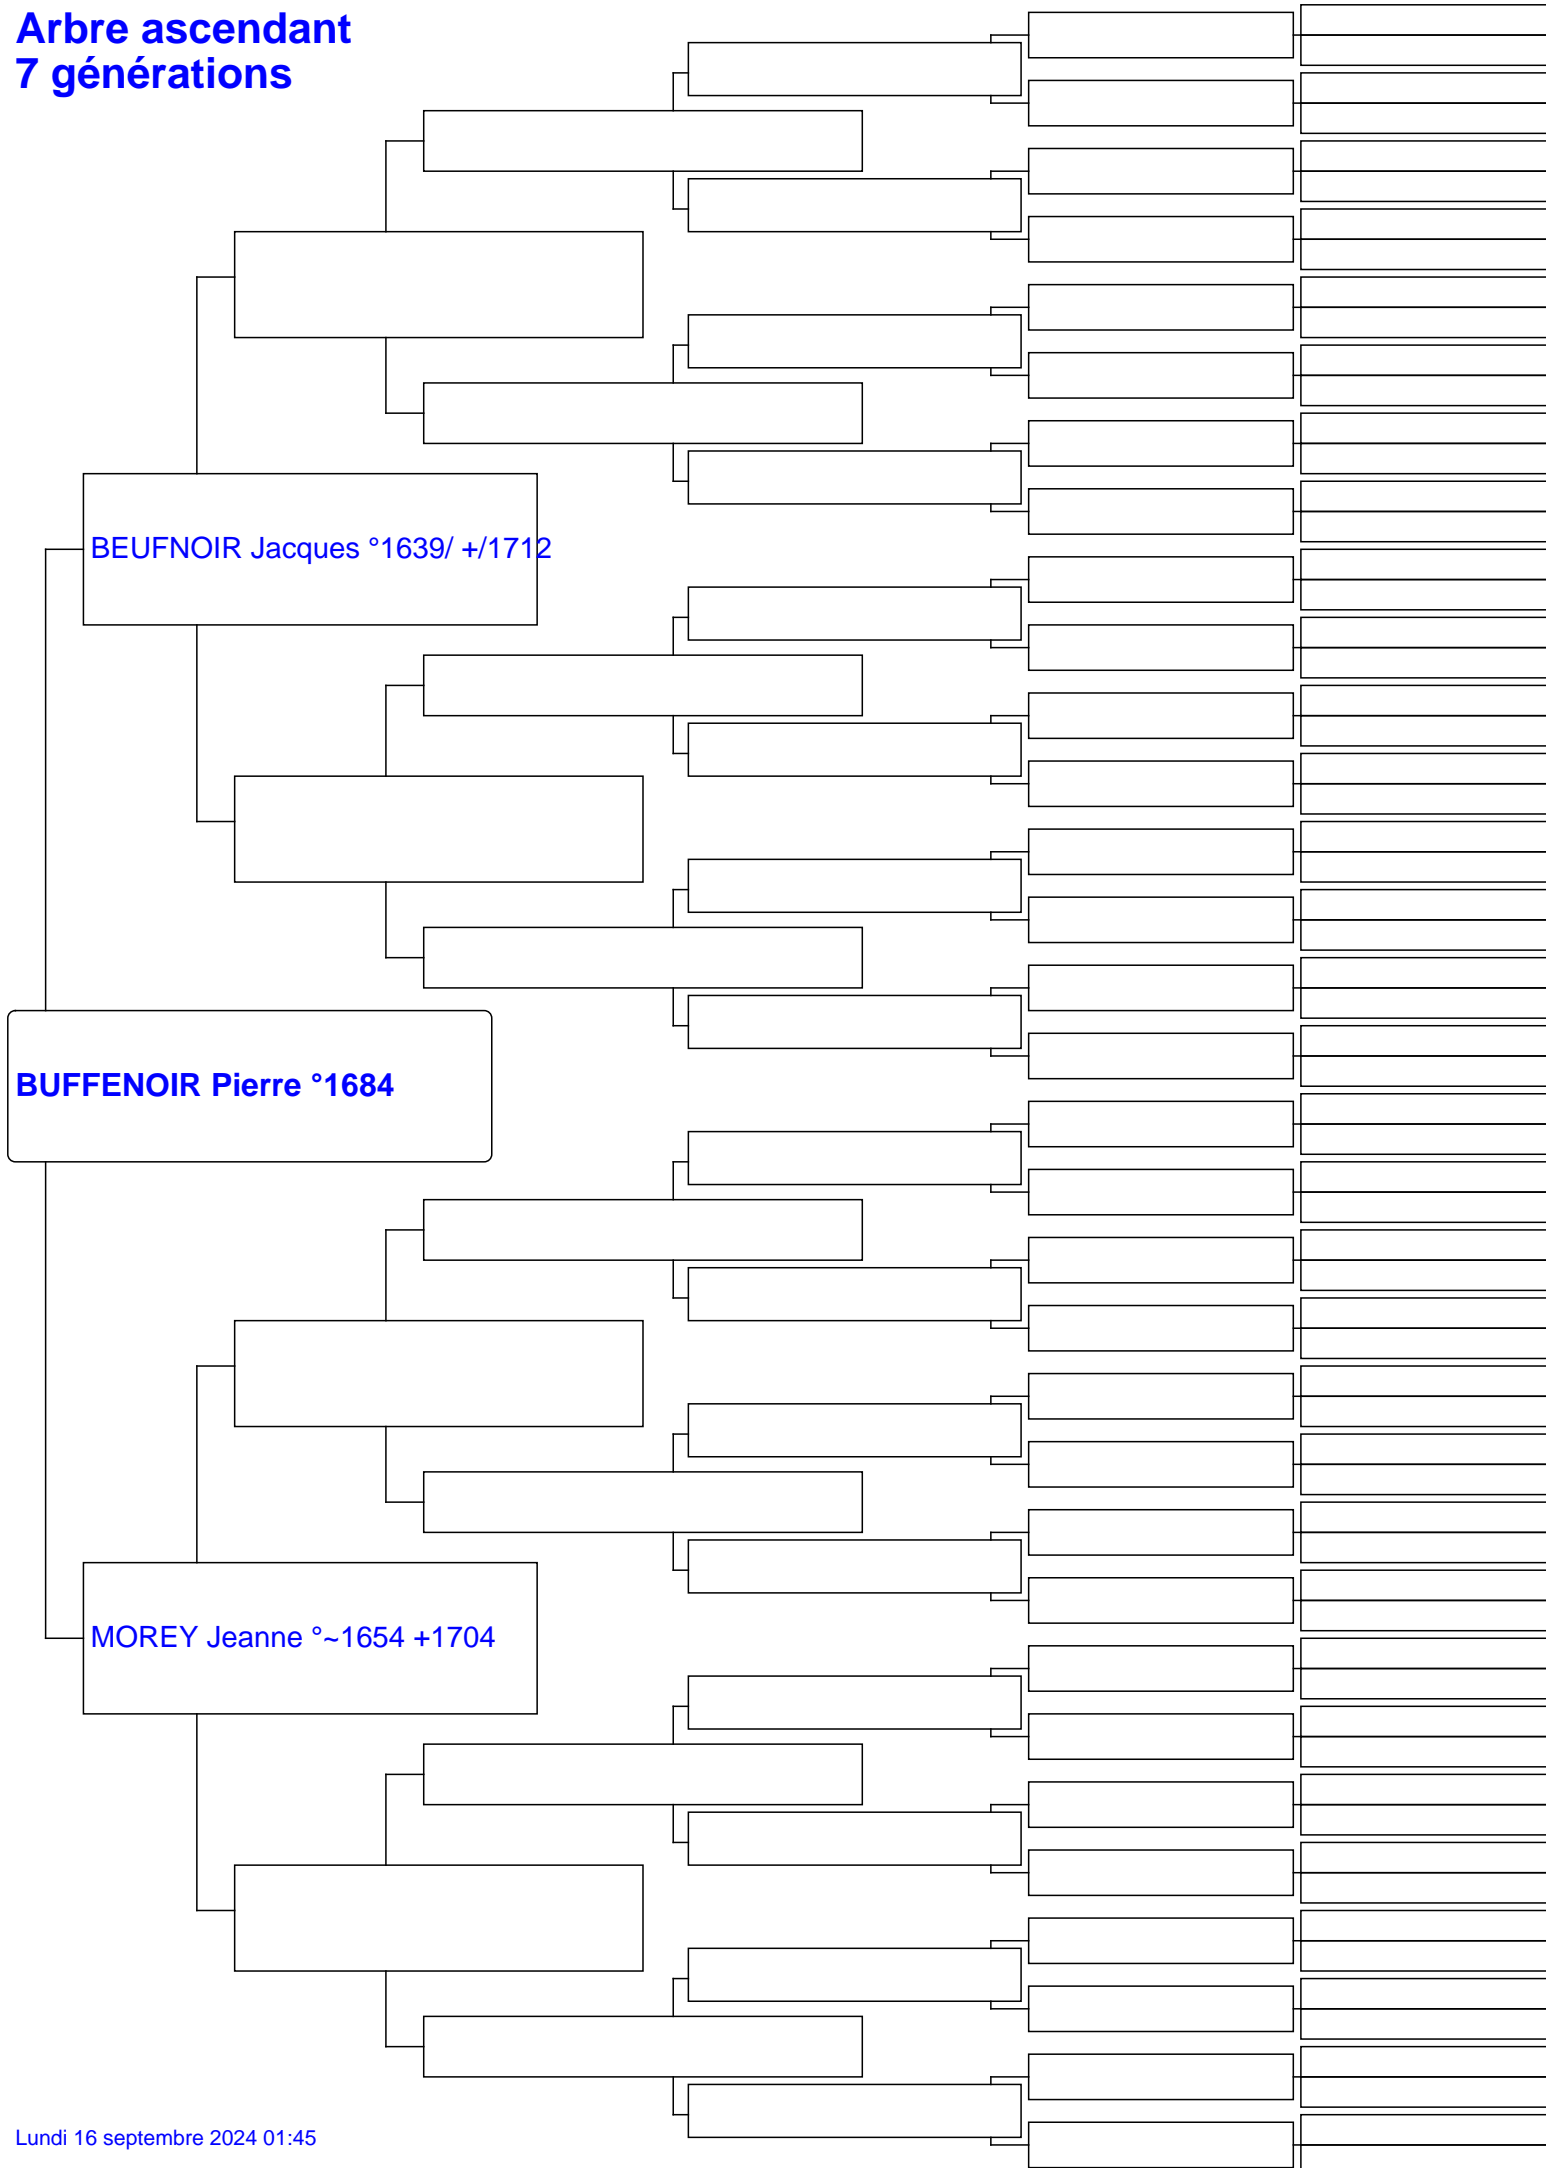 Arbre ascendant
7 générations
BEUFNOIR Jacques °1639/ +/1712
BUFFENOIR Pierre °1684
MOREY Jeanne °~1654 +1704
Lundi 16 septembre 2024 01:45